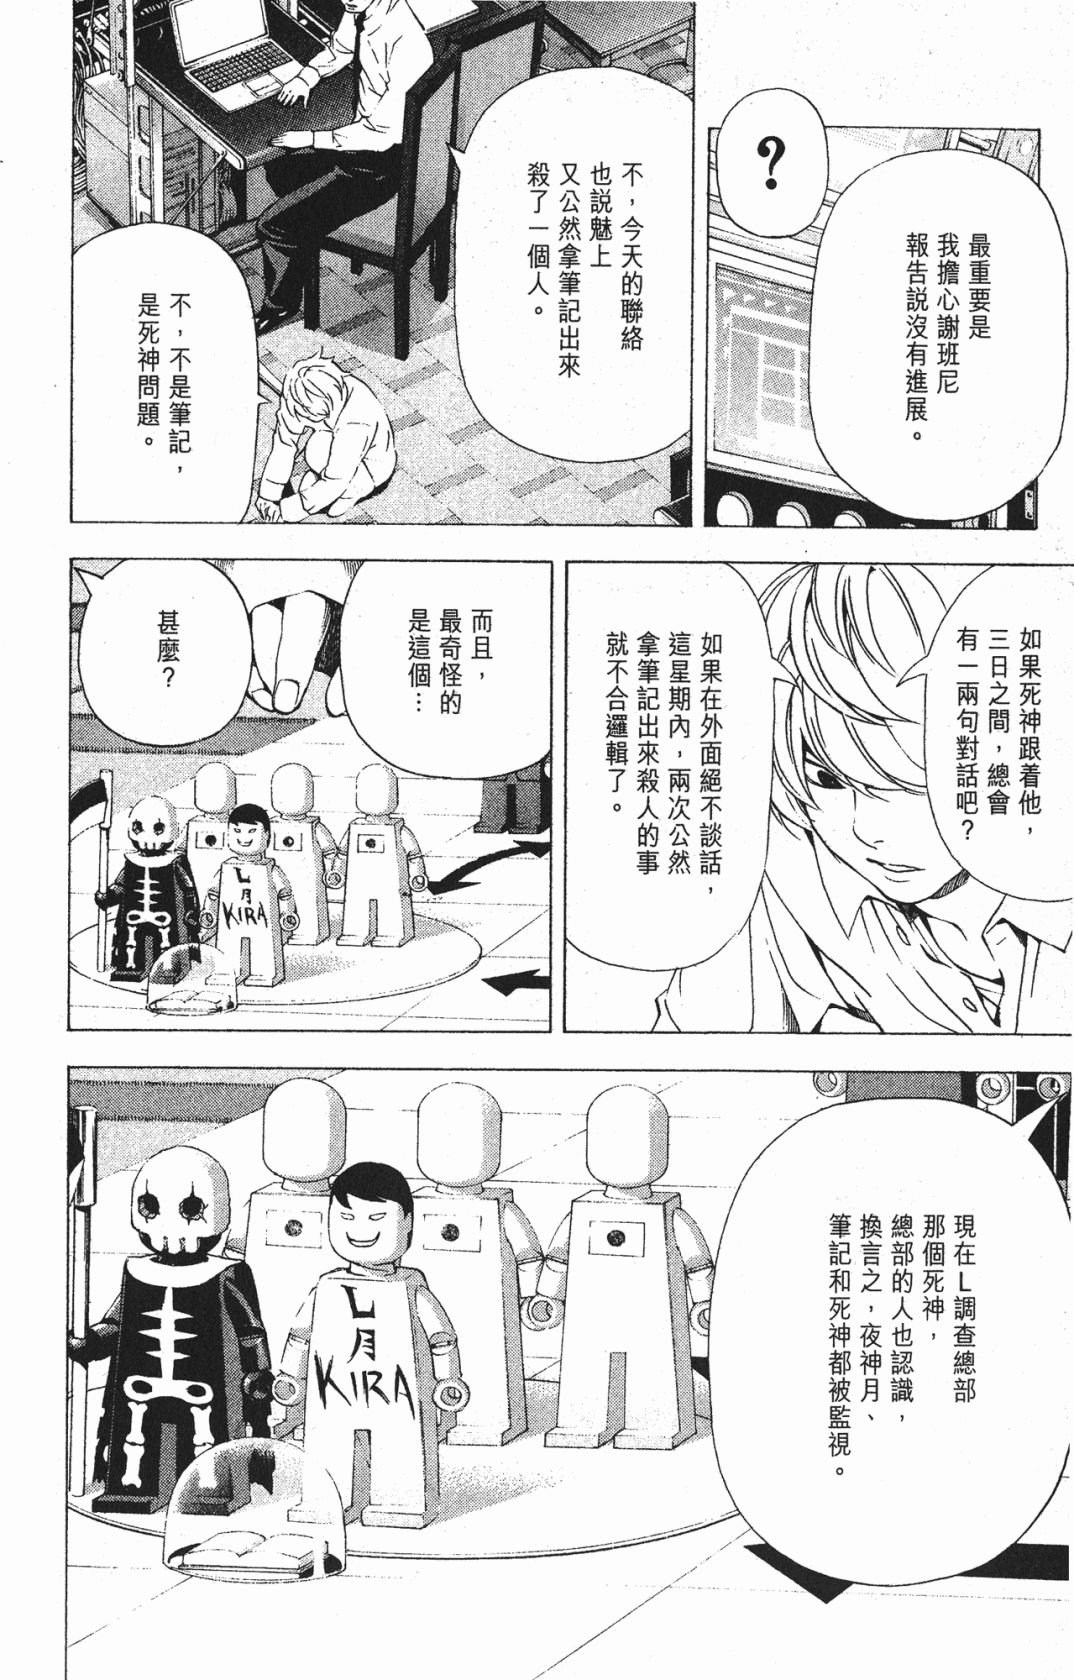 最重要是
我擔心謝班尼
報告説沒有進展。
?
不，今天的聯絡
也説魅上
又公然拿筆記出來
殺了一個人。
不，不是筆記，
是死神問題。
如果死神跟着他，
三日之間，總會
有一兩句對話吧？
如果在外面絕不談話，
這星期內，兩次公然
拿筆記出來殺人的事
就不合邏輯了。
而且，
最奇怪的
是這個…
甚麼？
L
月
KIRA
現在L調查總部
那個死神，
總部的人也認識，
換言之，夜神月、
筆記和死神都被監視。
L
月
KIRA